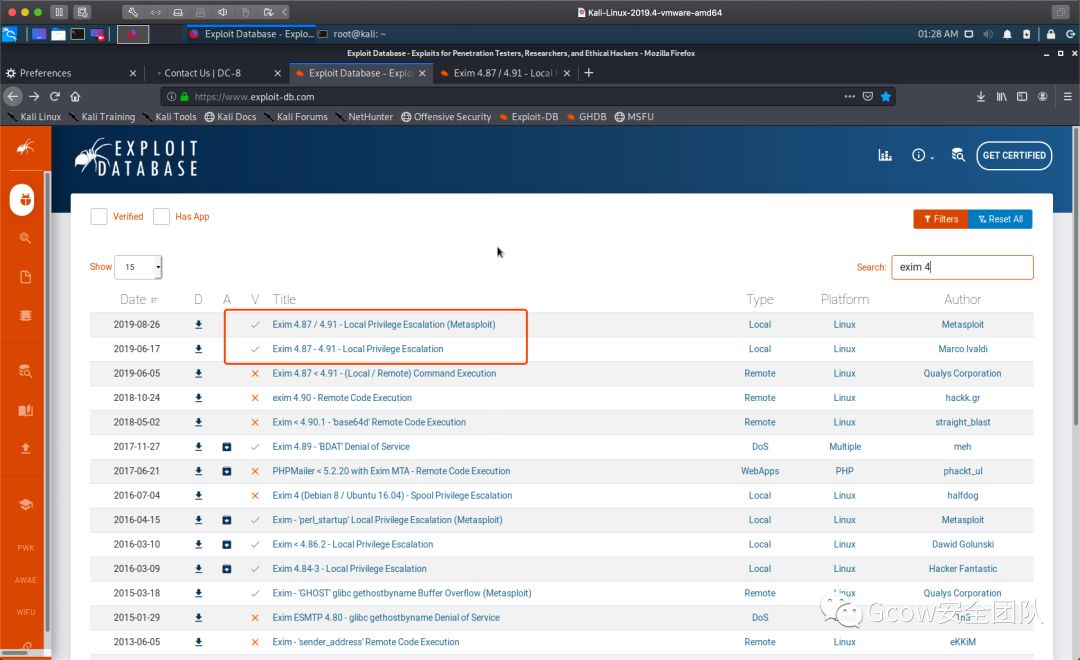 Kali-Linux-2019.4-vmware-amd64
Exploit Database - Explo... root@kali: ~ 01:28 AM
Exploit Database - Exploits for Penetration Testers, Researchers, and Ethical Hackers - Mozilla Firefox
Preferences Contact Us | DC-8 Exploit Database - Explo Exim 4.87 / 4.91 - Local P
https://www.exploit-db.com
Kali Linux Kali Training Kali Tools Kali Docs Kali Forums NetHunter Offensive Security Exploit-DB GHDB MSFU
EXPLOIT
DATABASE
GET CERTIFIED
Verified Has App Filters Reset All
Show 15 Search: exim 4
Date D A V Title Type Platform Author
2019-08-26 Exim 4.87 / 4.91 - Local Privilege Escalation (Metasploit) Local Linux Metasploit
2019-06-17 Exim 4.87 - 4.91 - Local Privilege Escalation Local Linux Marco Ivaldi
2019-06-05 Exim 4.87 < 4.91 - (Local / Remote) Command Execution Remote Linux Qualys Corporation
2018-10-24 exim 4.90 - Remote Code Execution Remote Linux hackk.gr
2018-05-02 Exim < 4.90.1 - 'base64d' Remote Code Execution Remote Linux straight_blast
2017-11-27 Exim 4.89 - 'BDAT' Denial of Service DoS Multiple meh
2017-06-21 PHPMailer < 5.2.20 with Exim MTA - Remote Code Execution WebApps PHP phackt_ul
2016-07-04 Exim 4 (Debian 8 / Ubuntu 16.04) - Spool Privilege Escalation Local Linux halfdog
2016-04-15 Exim - 'perl_startup' Local Privilege Escalation (Metasploit) Local Linux Metasploit
2016-03-10 Exim < 4.86.2 - Local Privilege Escalation Local Linux Dawid Golunski
2016-03-09 Exim 4.84-3 - Local Privilege Escalation Local Linux Hacker Fantastic
2015-03-18 Exim - 'GHOST' glibc gethostbyname Buffer Overflow (Metasploit) Remote Linux Qualys Corporation
2015-01-29 Exim ESMTP 4.80 - glibc gethostbyname Denial of Service DoS Linux 1n3
2013-06-05 Exim - 'sender_address' Remote Code Execution Remote Linux eKKiM
PWK
AWAE
WIFU
Gcow安全团队